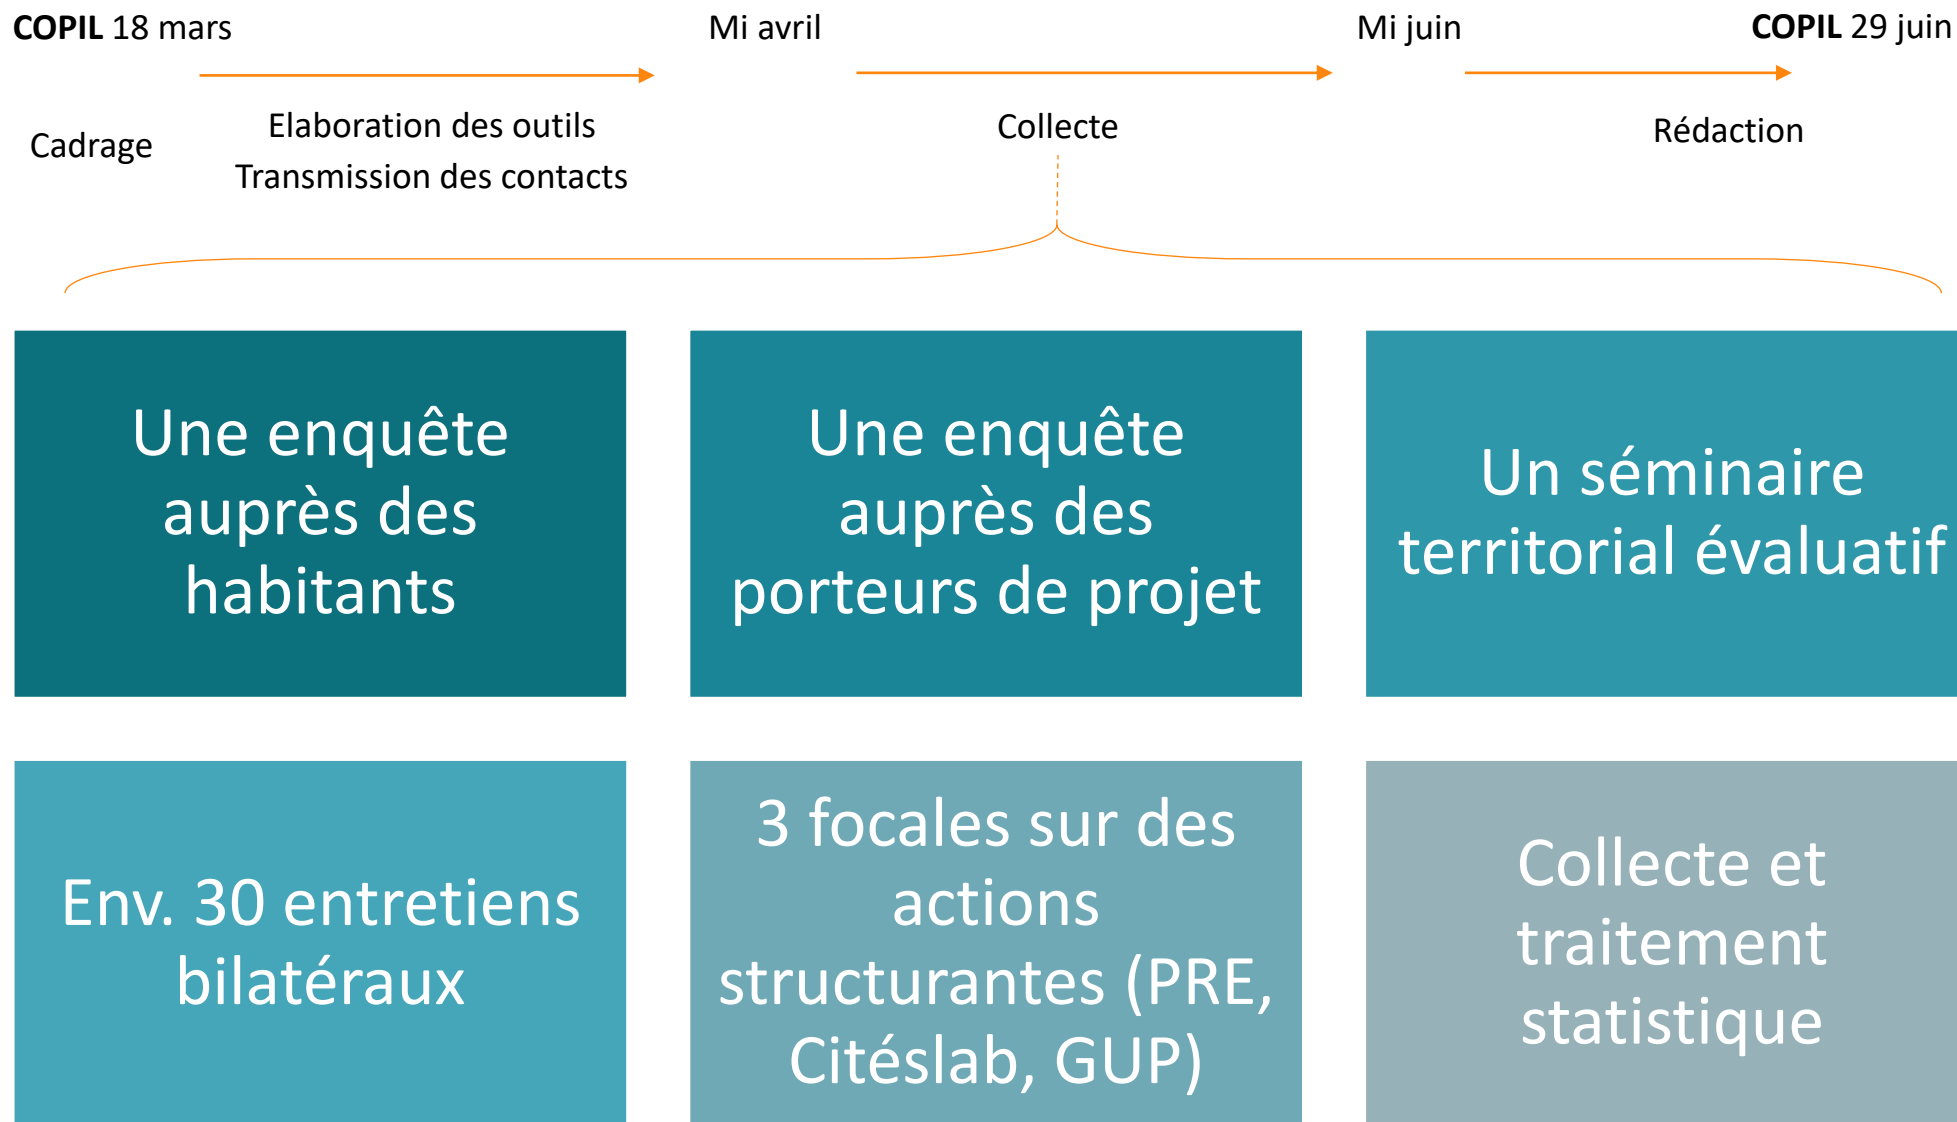 COPIL 18 mars
Mi avril
Mi juin
COPIL 29 juin
Cadrage
Elaboration des outils
Transmission des contacts
Collecte
Rédaction
Une enquête
auprès des
habitants
Une enquête
auprès des
porteurs de projet
Un séminaire
territorial évaluatif
Env. 30 entretiens
bilatéraux
3 focales sur des
actions
structurantes (PRE,
Citéslab, GUP)
Collecte et
traitement
statistique